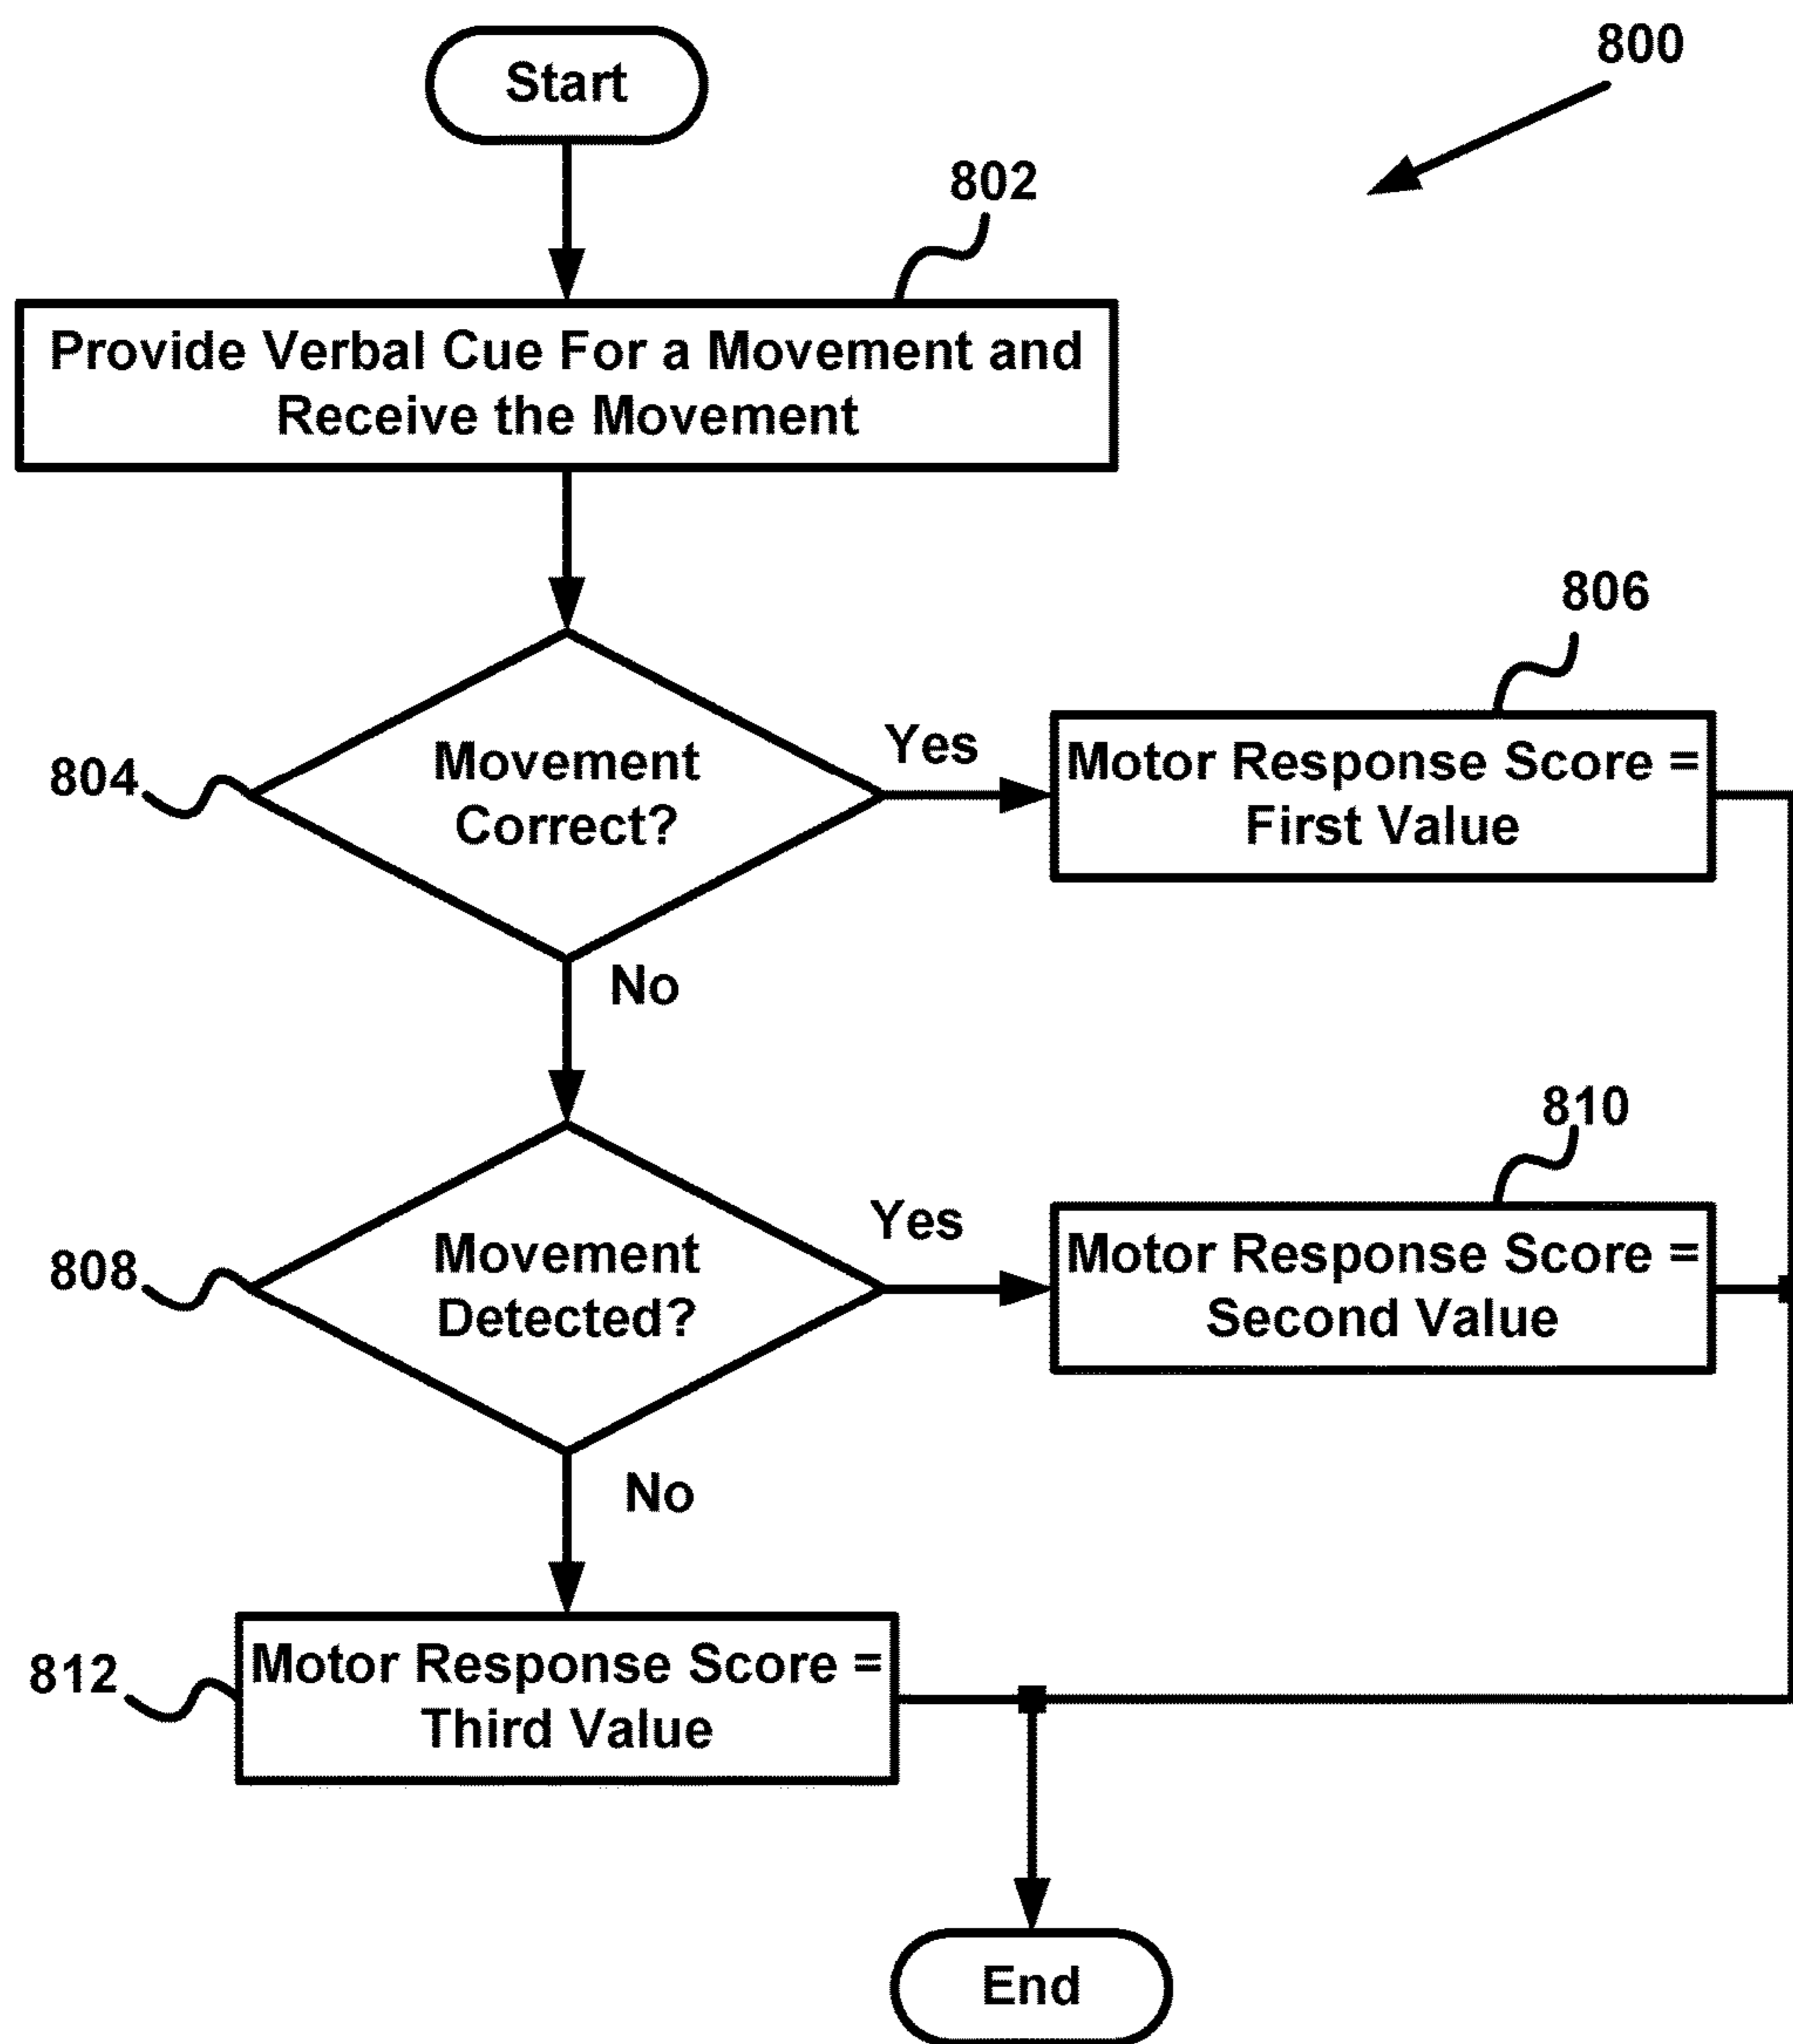 Start
800
802
Provide Verbal Cue For a Movement and
Receive the Movement
804
Movement
Correct?
Yes
806
Motor Response Score =
First Value
No
808
Movement
Detected?
Yes
810
Motor Response Score =
Second Value
No
812
Motor Response Score =
Third Value
End